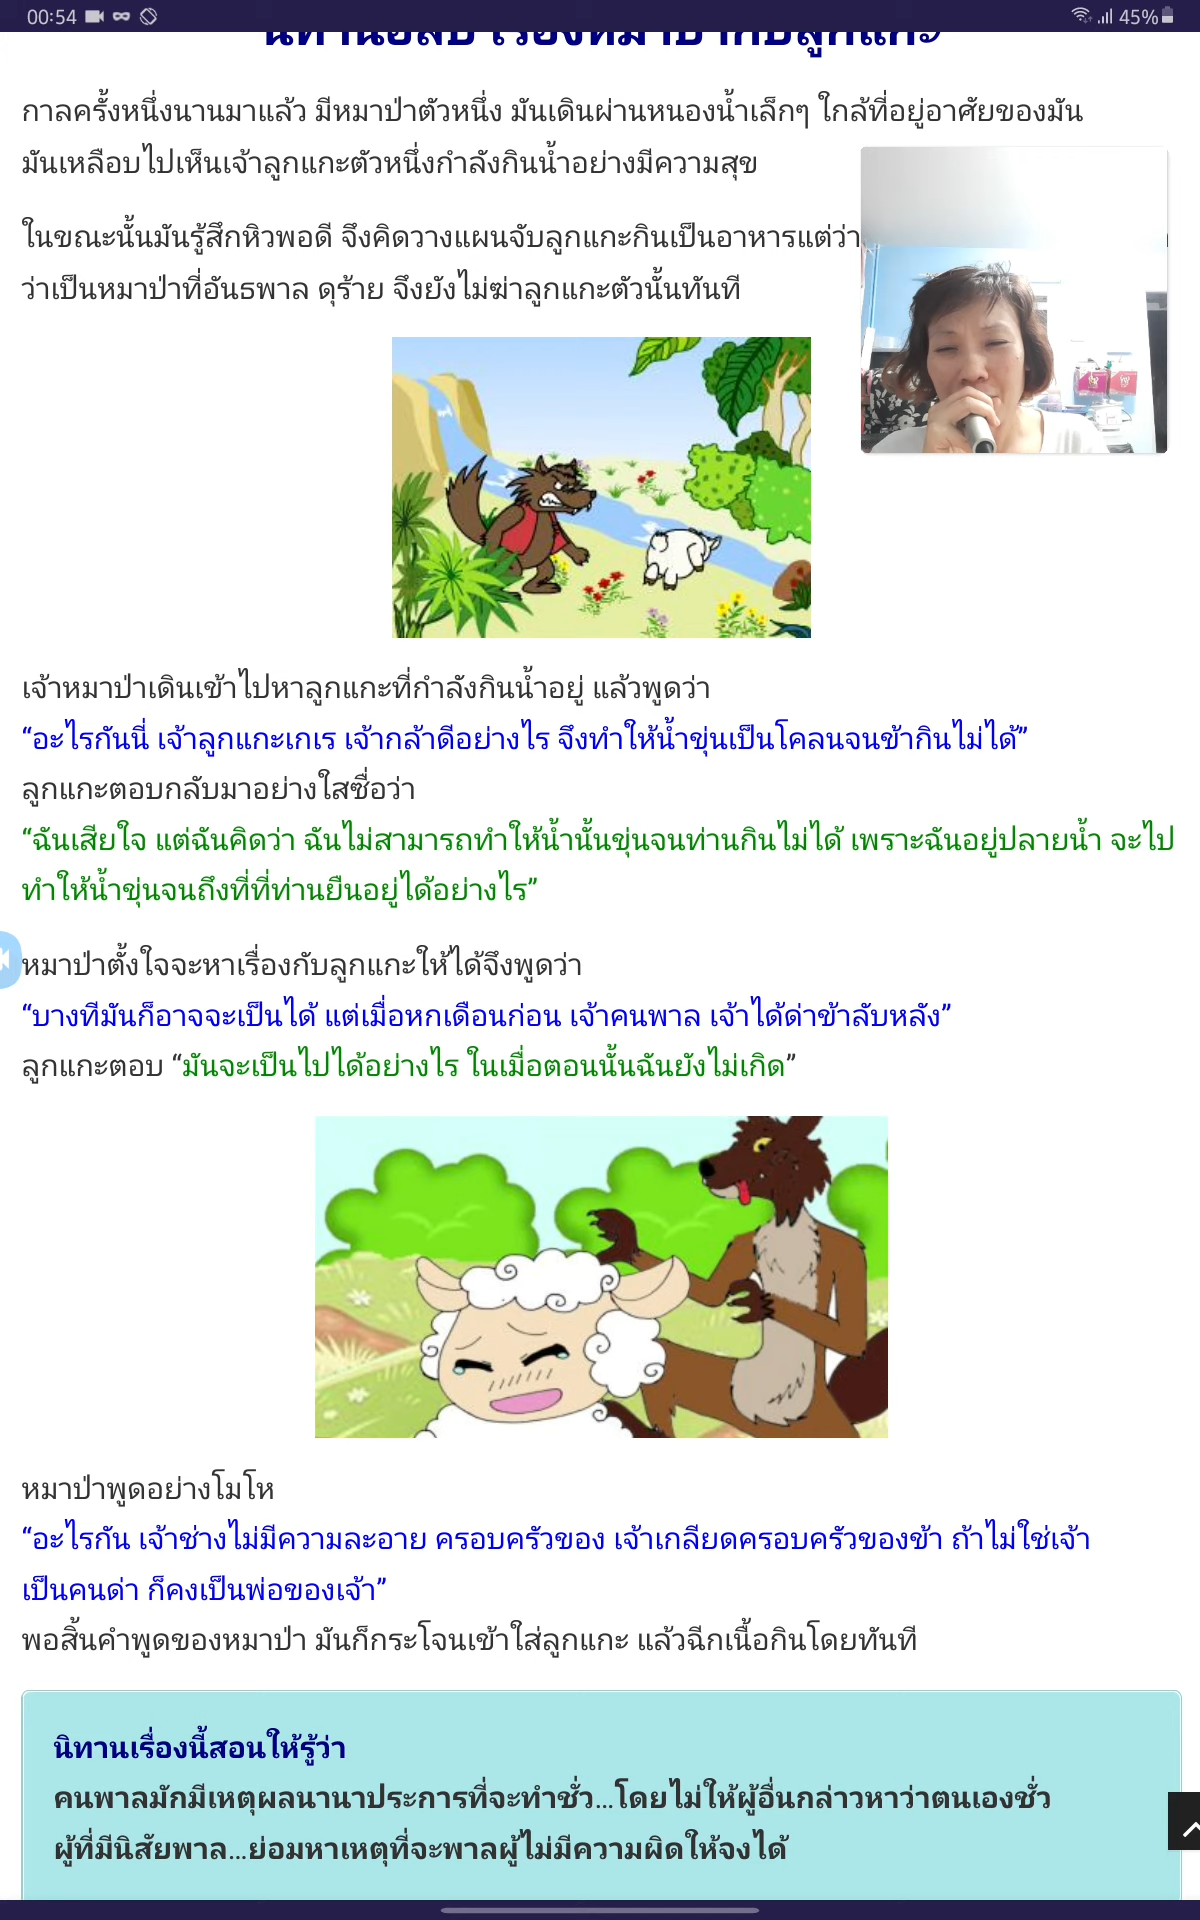 00:54
45%
นิทานอีสป เรื่องหมาป่ากับลูกแกะ
กาลครั้งหนึ่งนานมาแล้ว มีหมาป่าตัวหนึ่ง มันเดินผ่านหนองน้ำเล็กๆ ใกล้ที่อยู่อาศัยของมัน
มันเหลือบไปเห็นเจ้าลูกแกะตัวหนึ่งกำลังกินน้ำอย่างมีความสุข
ในขณะนั้นมันรู้สึกหิวพอดี จึงคิดวางแผนจับลูกแกะกินเป็นอาหารแต่ว่า
ว่าเป็นหมาป่าที่อันธพาล ดุร้าย จึงยังไม่ฆ่าลูกแกะตัวนั้นทันที
เจ้าหมาป่าเดินเข้าไปหาลูกแกะที่กำลังกินน้ำอยู่ แล้วพูดว่า
“อะไรกันนี่ เจ้าลูกแกะเกเร เจ้ากล้าดีอย่างไร จึงทำให้น้ำขุ่นเป็นโคลนจนข้ากินไม่ได้”
ลูกแกะตอบกลับมาอย่างใสซื่อว่า
“ฉันเสียใจ แต่ฉันคิดว่า ฉันไม่สามารถทำให้น้ำนั้นขุ่นจนท่านกินไม่ได้ เพราะฉันอยู่ปลายน้ำ จะไป
ทำให้น้ำขุ่นจนถึงที่ที่ท่านยืนอยู่ได้อย่างไร”
หมาป่าตั้งใจจะหาเรื่องกับลูกแกะให้ได้จึงพูดว่า
“บางทีมันก็อาจจะเป็นได้ แต่เมื่อหกเดือนก่อน เจ้าคนพาล เจ้าได้ด่าข้าลับหลัง”
ลูกแกะตอบ “มันจะเป็นไปได้อย่างไร ในเมื่อตอนนั้นฉันยังไม่เกิด”
หมาป่าพูดอย่างโมโห
“อะไรกัน เจ้าช่างไม่มีความละอาย ครอบครัวของ เจ้าเกลียดครอบครัวของข้า ถ้าไม่ใช่เจ้า
เป็นคนด่า ก็คงเป็นพ่อของเจ้า”
พอสิ้นคำพูดของหมาป่า มันก็กระโจนเข้าใส่ลูกแกะ แล้วฉีกเนื้อกินโดยทันที
นิทานเรื่องนี้สอนให้รู้ว่า
คนพาลมักมีเหตุผลนานาประการที่จะทำชั่ว...โดยไม่ให้ผู้อื่นกล่าวหาว่าตนเองชั่ว
ผู้ที่มีนิสัยพาล...ย่อมหาเหตุที่จะพาลผู้ไม่มีความผิดให้จงได้